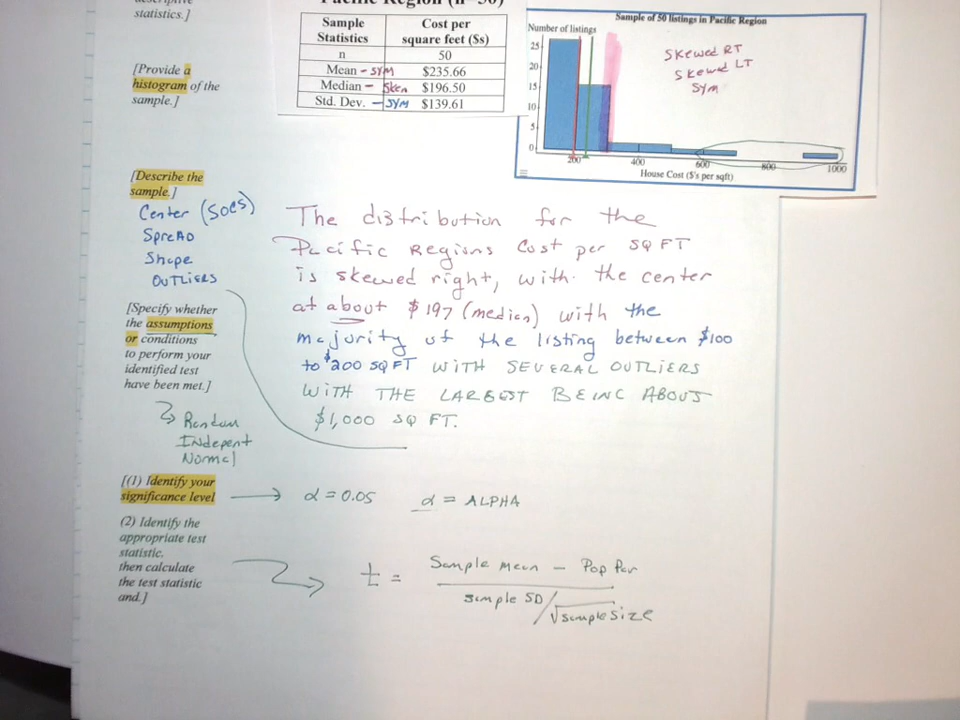 statistics.]
Pacific Region (n=50)
Sample Statistics
Cost per square feet ($s)
n
50
Mean - SYM
$235.66
Median - Sken
$196.50
Std. Dev. - SYM
$139.61
Sample of 50 listings in Pacific Region
Number of listings
25
20
15
10
5
0
200
400
600
800
1000
House Cost ($'s per sqft)
Skewed RT
Skewed LT
Sym
[Provide a
histogram of the
sample.]
[Describe the
sample.]
Center (SOCS)
Spread
Shape
OUTLIERS
The distribution for the
Pacific Regions Cost per SQ FT
is skewed right, with the center
at about $197 (median) with the
majority of the listing between $100
to $200 SQ FT WITH SEVERAL OUTLIERS
WITH THE LARGEST BEING ABOUT
$1,000 SQ FT.
[Specify whether
the assumptions
or conditions
to perform your
identified test
have been met.]
Random
INdepent
Normal
[(1) Identify your
significance level
α = 0.05 α = ALPHA
(2) Identify the
appropriate test
statistic,
then calculate
the test statistic
and.]
t =
Sample mean - Pop Par
sample SD/√sample size